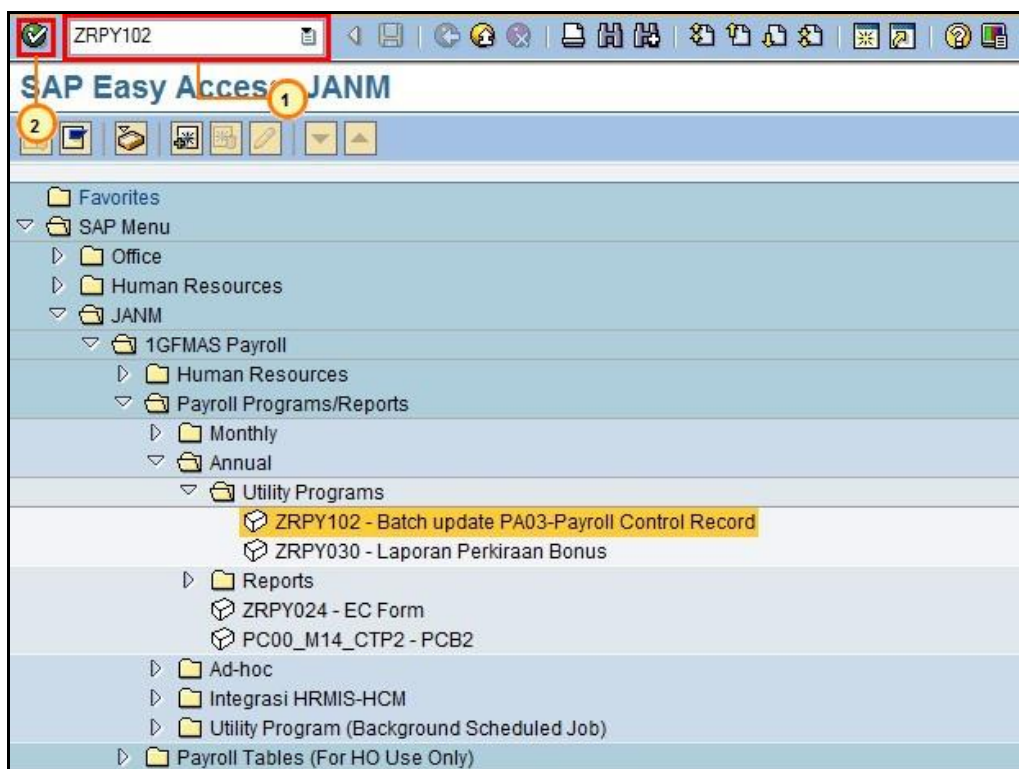 ZRPY102
SAP Easy Access JANM
1
2
Favorites
SAP Menu
Office
Human Resources
JANM
1GFMAS Payroll
Human Resources
Payroll Programs/Reports
Monthly
Annual
Utility Programs
ZRPY102 - Batch update PA03-Payroll Control Record
ZRPY030 - Laporan Perkiraan Bonus
Reports
ZRPY024 - EC Form
PC00_M14_CTP2 - PCB2
Ad-hoc
Integrasi HRMIS-HCM
Utility Program (Background Scheduled Job)
Payroll Tables (For HO Use Only)